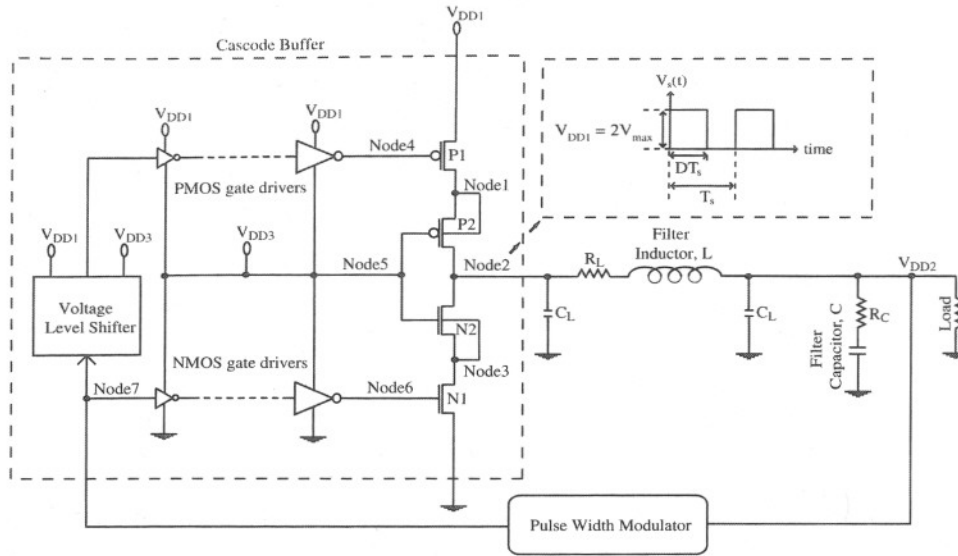 V_DD1
Cascode Buffer
V_s(t)
V_DD1 = 2V_max
time
DT_s
T_s
V_DD1
V_DD1
Node4
P1
PMOS gate drivers
Node1
P2
V_DD1
V_DD3
V_DD3
Node5
Node2
R_L
Filter
Inductor, L
V_DD2
Voltage
Level Shifter
C_L
C_L
N2
R_C
Load
Filter
Capacitor, C
NMOS gate drivers
Node3
Node7
Node6
N1
Pulse Width Modulator